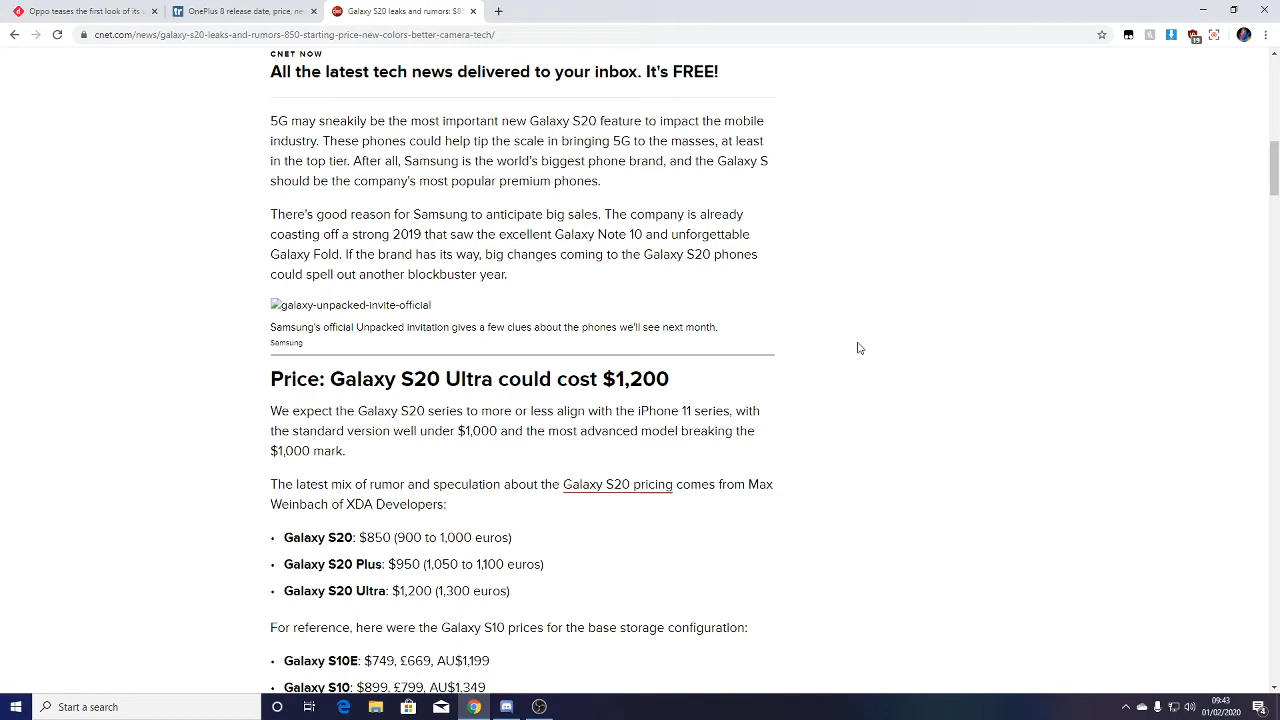 Oppo teases the first look of its u
OnePlus 8 release date, price, ne
Galaxy S20 leaks and rumors: $85
cnet.com/news/galaxy-s20-leaks-and-rumors-850-starting-price-new-colors-better-camera-tech/
19
CNET NOW
All the latest tech news delivered to your inbox. It's FREE!
5G may sneakily be the most important new Galaxy S20 feature to impact the mobile
industry. These phones could help tip the scale in bringing 5G to the masses, at least
in the top tier. After all, Samsung is the world's biggest phone brand, and the Galaxy S
should be the company's most popular premium phones.
There's good reason for Samsung to anticipate big sales. The company is already
coasting off a strong 2019 that saw the excellent Galaxy Note 10 and unforgettable
Galaxy Fold. If the brand has its way, big changes coming to the Galaxy S20 phones
could spell out another blockbuster year.
galaxy-unpacked-invite-official
Samsung's official Unpacked invitation gives a few clues about the phones we'll see next month.
Samsung
Price: Galaxy S20 Ultra could cost $1,200
We expect the Galaxy S20 series to more or less align with the iPhone 11 series, with
the standard version well under $1,000 and the most advanced model breaking the
$1,000 mark.
The latest mix of rumor and speculation about the Galaxy S20 pricing comes from Max
Weinbach of XDA Developers:
• Galaxy S20: $850 (900 to 1,000 euros)
• Galaxy S20 Plus: $950 (1,050 to 1,100 euros)
• Galaxy S20 Ultra: $1,200 (1,300 euros)
For reference, here were the Galaxy S10 prices for the base storage configuration:
• Galaxy S10E: $749, £669, AU$1,199
• Galaxy S10: $899, £799, AU$1,349
Start a search
09:43
01/02/2020